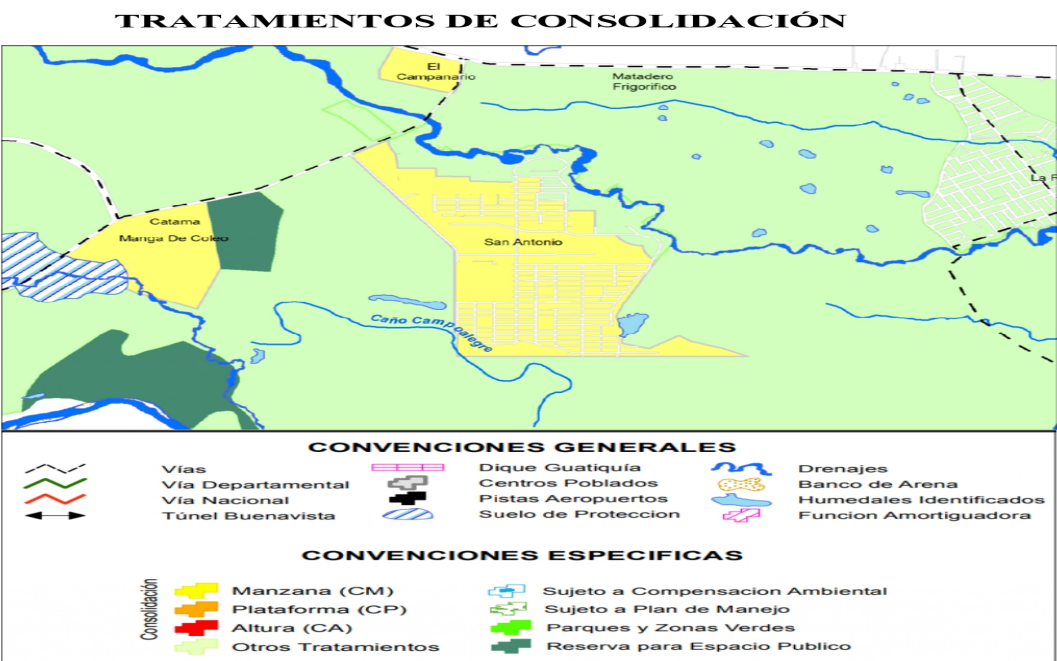 TRATAMIENTOS DE CONSOLIDACIÓN
El
Campanario
Matadero
Frigorifico
La
Catama
Manga De Coleo
San Antonio
Caño Campoalegre
CONVENCIONES GENERALES
Vías
Vía Departamental
Vía Nacional
Túnel Buenavista
Dique Guatiquía
Centros Poblados
Pistas Aeropuertos
Suelo de Proteccion
Drenajes
Banco de Arena
Humedales Identificados
Funcion Amortiguadora
CONVENCIONES ESPECIFICAS
Consolidación
Manzana (CM)
Plataforma (CP)
Altura (CA)
Otros Tratamientos
Sujeto a Compensacion Ambiental
Sujeto a Plan de Manejo
Parques y Zonas Verdes
Reserva para Espacio Publico